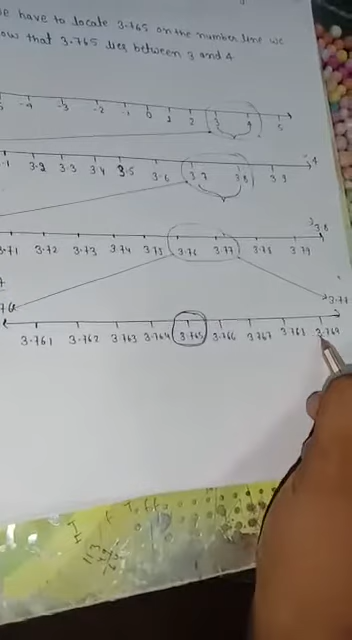 we have to locate 3.765 on the number line we
know that 3.765 lies between 3 and 4
-4 -3 -2 -1 0 1 2 3 4 5
3.2 3.3 3.4 3.5 3.6 3.7 3.8 3.9 4
3.71 3.72 3.73 3.74 3.75 3.76 3.77 3.78 3.79 3.8
3.77
3.761 3.762 3.763 3.764 3.765 3.766 3.767 3.768 3.769